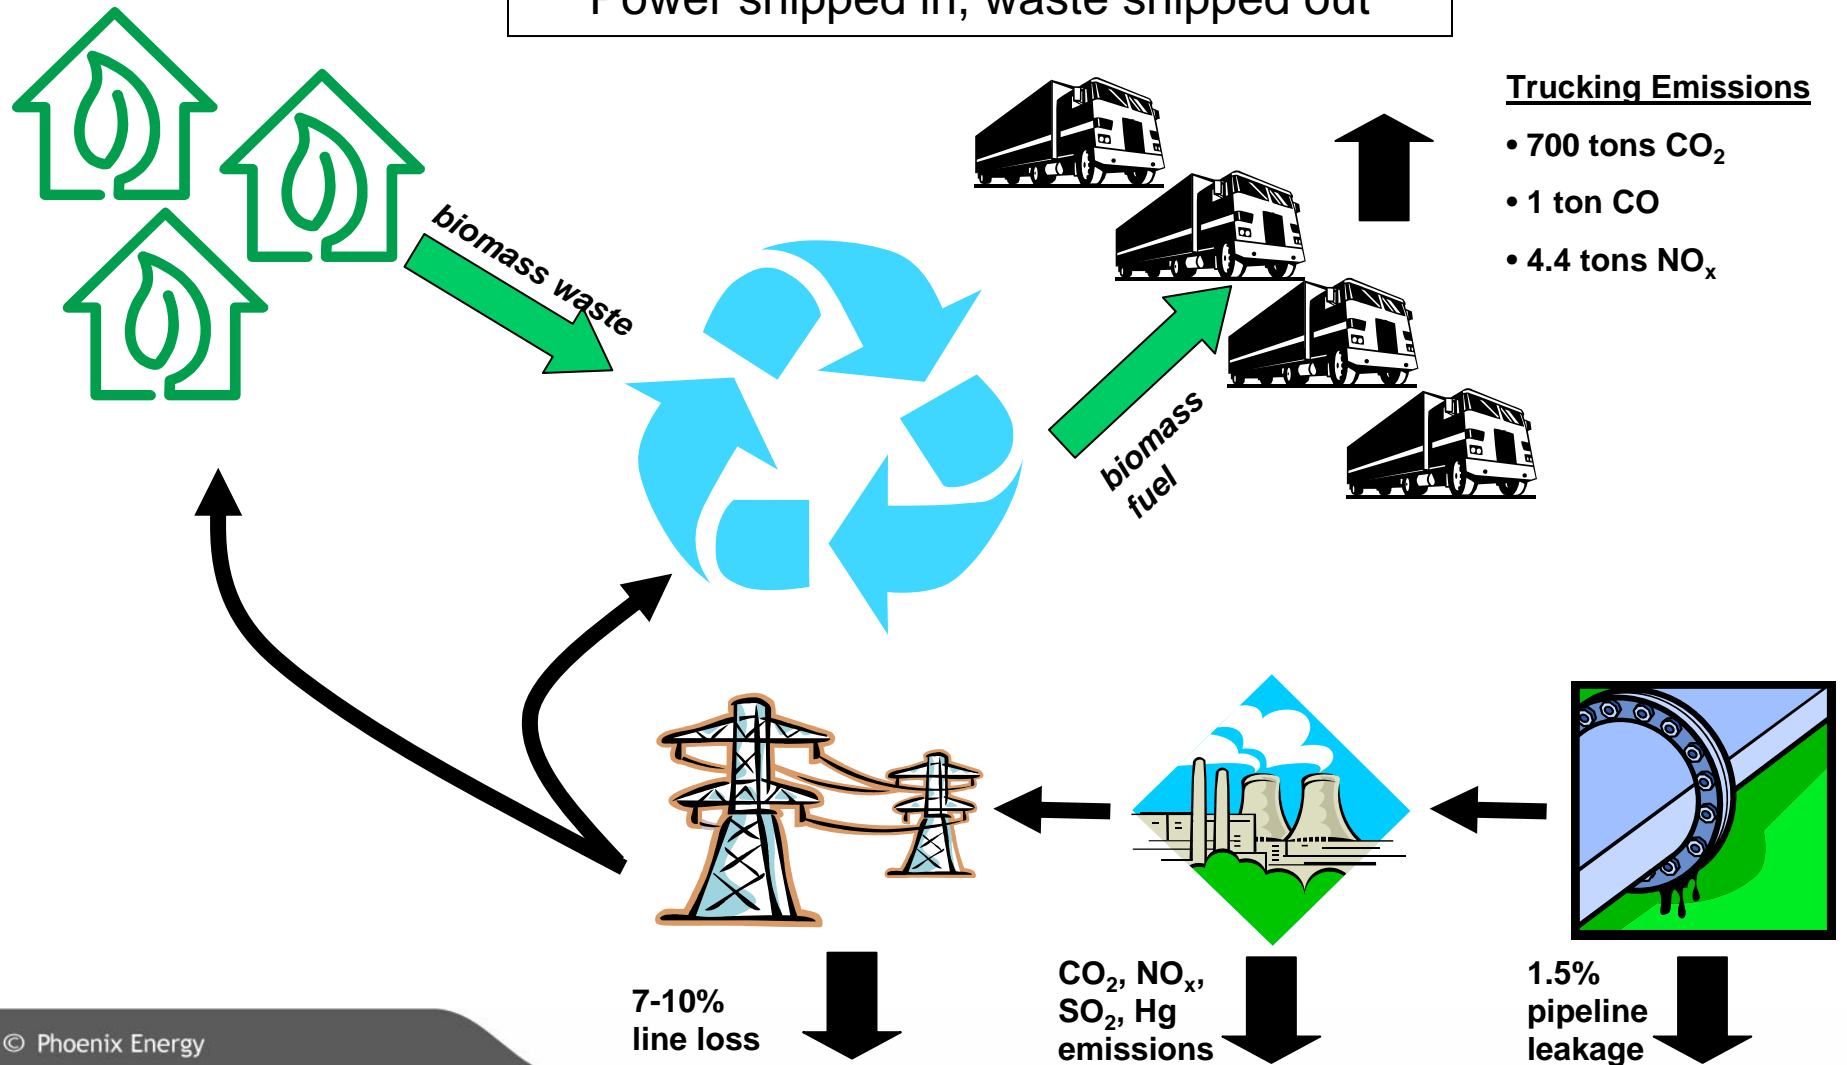 Power shipped in, waste shipped out
Trucking Emissions
• 700 tons CO₂
• 1 ton CO
• 4.4 tons NOₓ
biomass waste
biomass
fuel
7-10%
line loss
CO₂, NOₓ,
SO₂, Hg
emissions
1.5%
pipeline
leakage
© Phoenix Energy